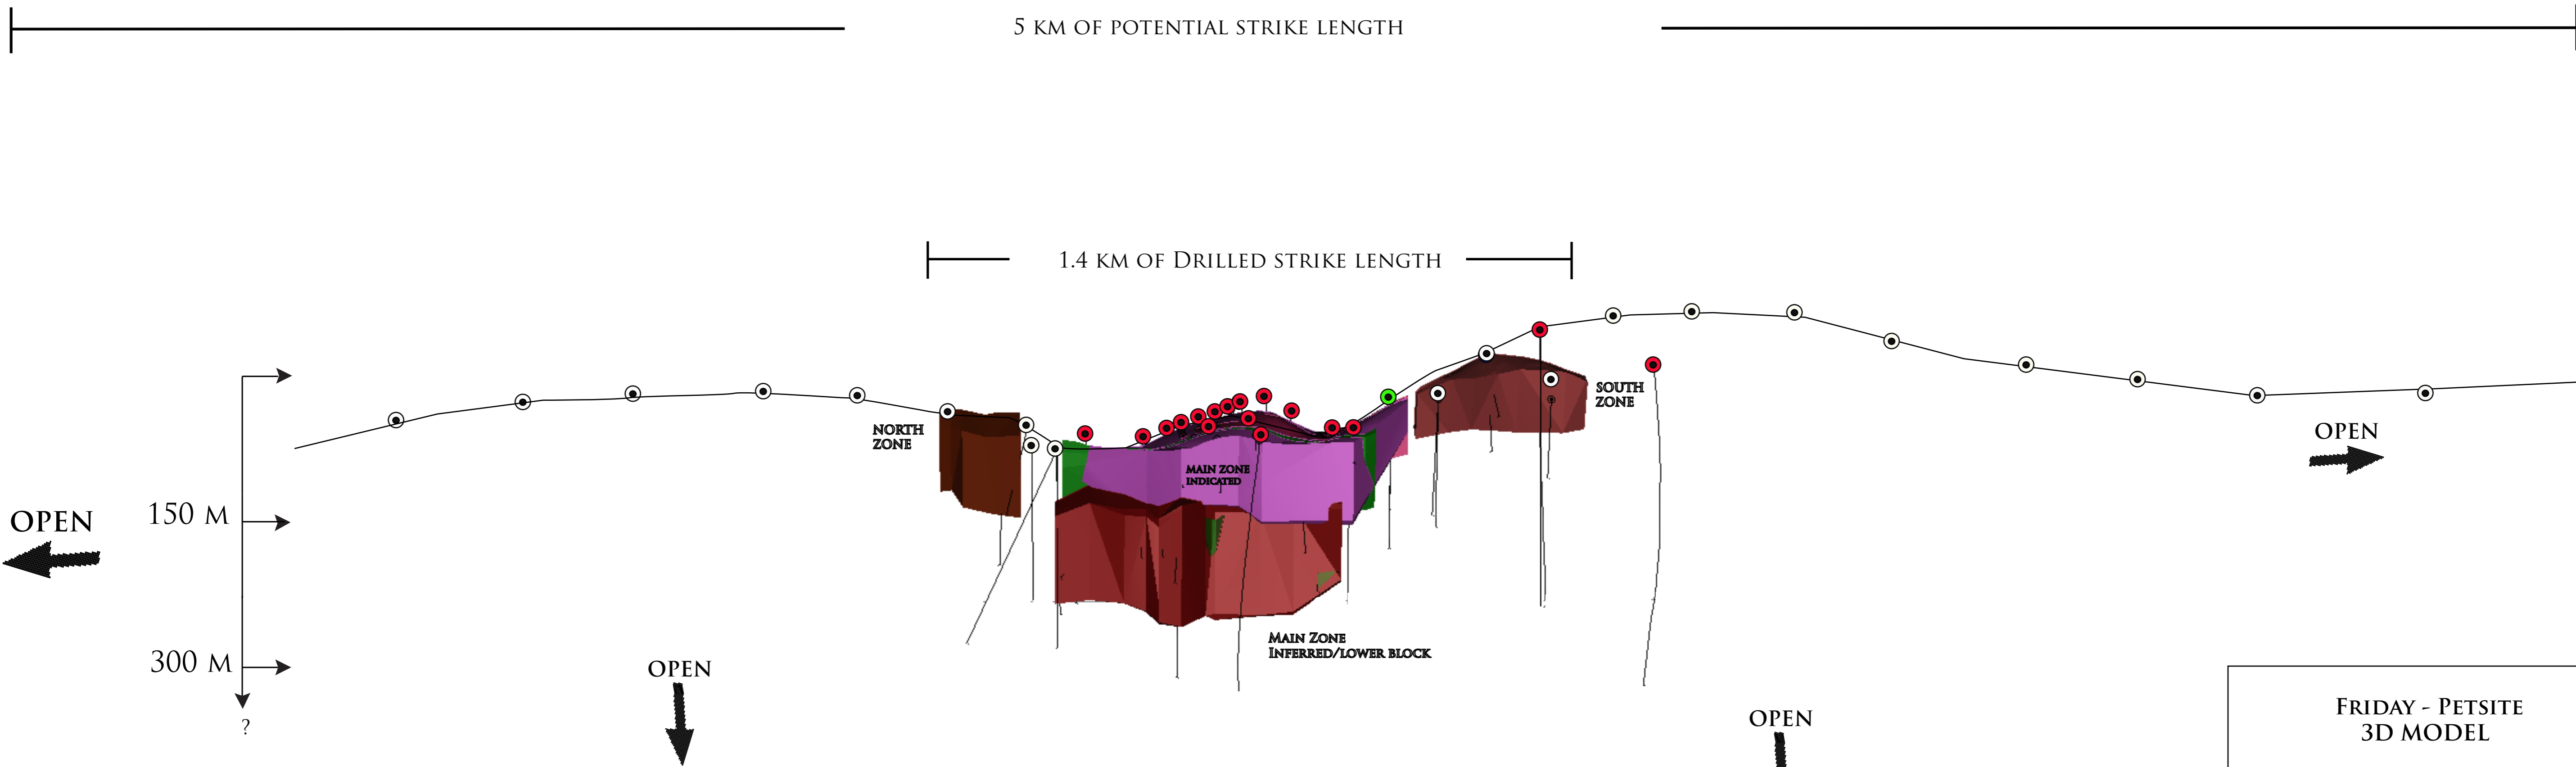 5 KM OF POTENTIAL STRIKE LENGTH
1.4 KM OF DRILLED STRIKE LENGTH
NORTH
ZONE
SOUTH
ZONE
OPEN
MAIN ZONE
INDICATED
OPEN
150 M
MAIN ZONE
INFERRED/LOWER BLOCK
300 M
OPEN
?
OPEN
FRIDAY - PETSITE
3D MODEL